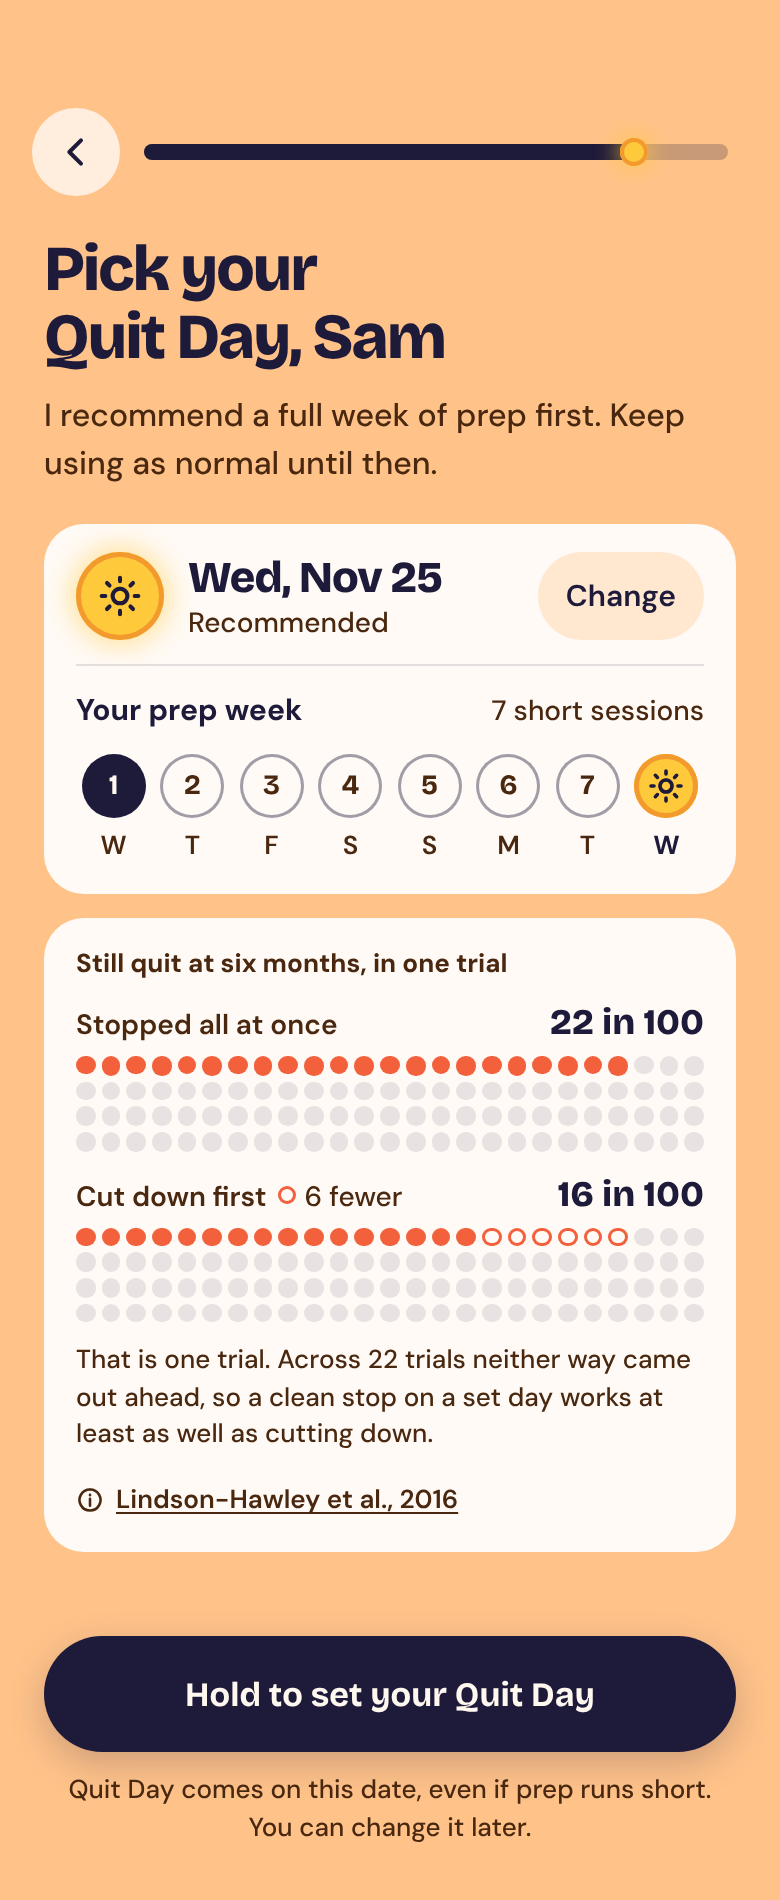 Pick your
Quit Day, Sam
I recommend a full week of prep first. Keep
using as normal until then.
Wed, Nov 25
Recommended
Change
Your prep week
7 short sessions
1 2 3 4 5 6 7
W T F S S M T W
Still quit at six months, in one trial
Stopped all at once
22 in 100
Cut down first 6 fewer
16 in 100
That is one trial. Across 22 trials neither way came
out ahead, so a clean stop on a set day works at
least as well as cutting down.
Lindson-Hawley et al., 2016
Hold to set your Quit Day
Quit Day comes on this date, even if prep runs short.
You can change it later.